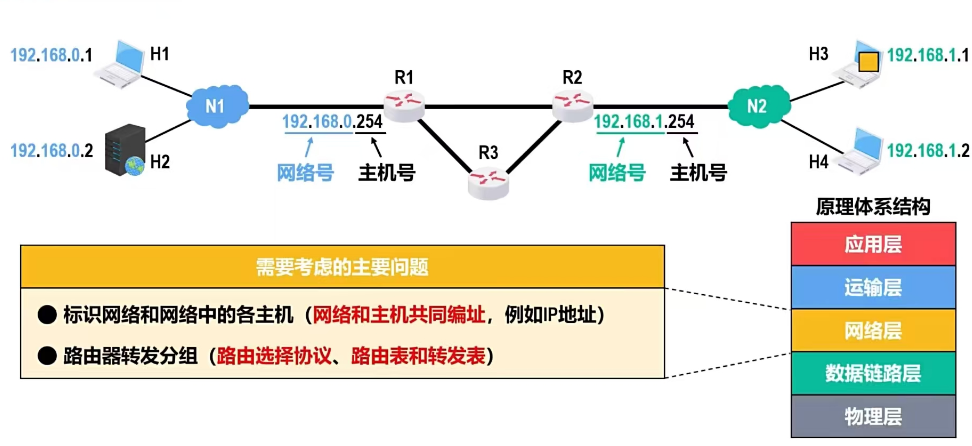 192.168.0.1
H1
N1
192.168.0.2
H2
R1
192.168.0.254
网络号
主机号
R2
R3
192.168.1.254
网络号
主机号
N2
H3
192.168.1.1
H4
192.168.1.2
原理体系结构
应用层
运输层
网络层
数据链路层
物理层
需要考虑的主要问题
● 标识网络和网络中的各主机（网络和主机共同编址，例如IP地址）
● 路由器转发分组（路由选择协议、路由表和转发表）